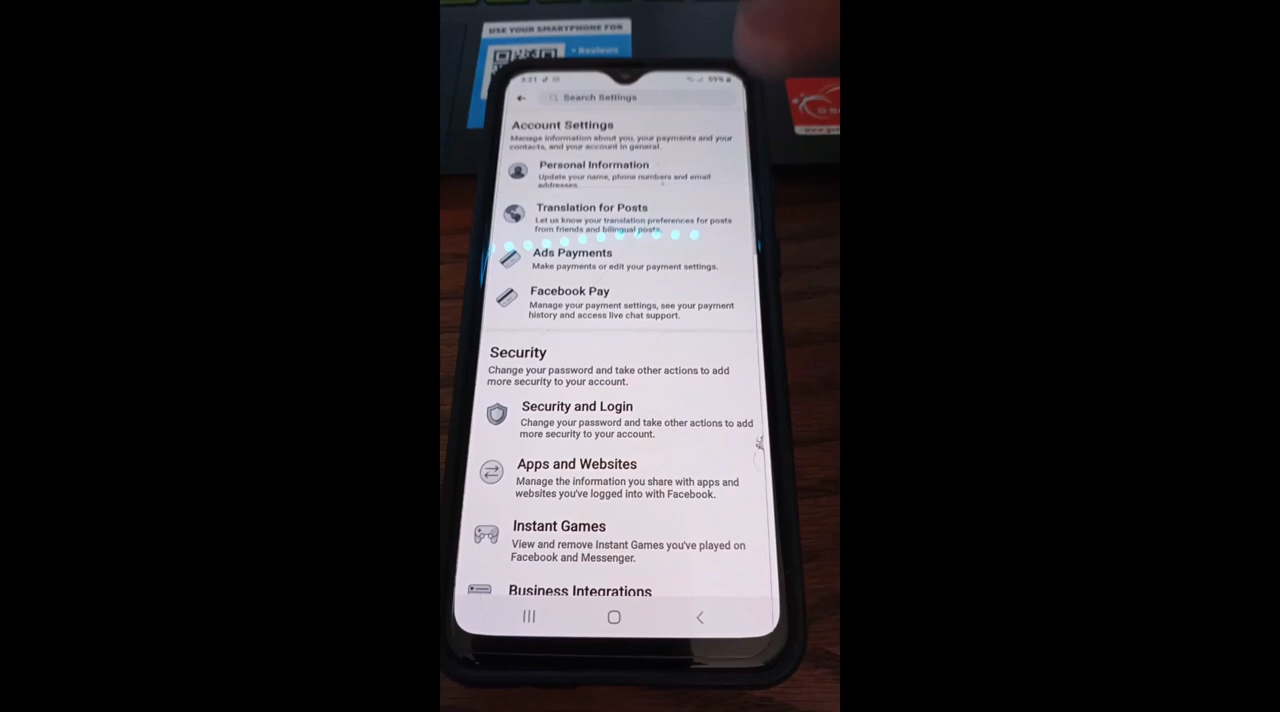 USE YOUR SMARTPHONE FOR
• Reviews
59%
Search Settings
Account Settings
Manage information about you, your payments and your
contacts, and your account in general.
Personal Information
Update your name, phone numbers and email
addresses.
Translation for Posts
Let us know your translation preferences for posts
from friends and bilingual posts.
Ads Payments
Make payments or edit your payment settings.
Facebook Pay
Manage your payment settings, see your payment
history and access live chat support.
Security
Change your password and take other actions to add
more security to your account.
Security and Login
Change your password and take other actions to add
more security to your account.
Apps and Websites
Manage the information you share with apps and
websites you've logged into with Facebook.
Instant Games
View and remove Instant Games you've played on
Facebook and Messenger.
Business Integrations